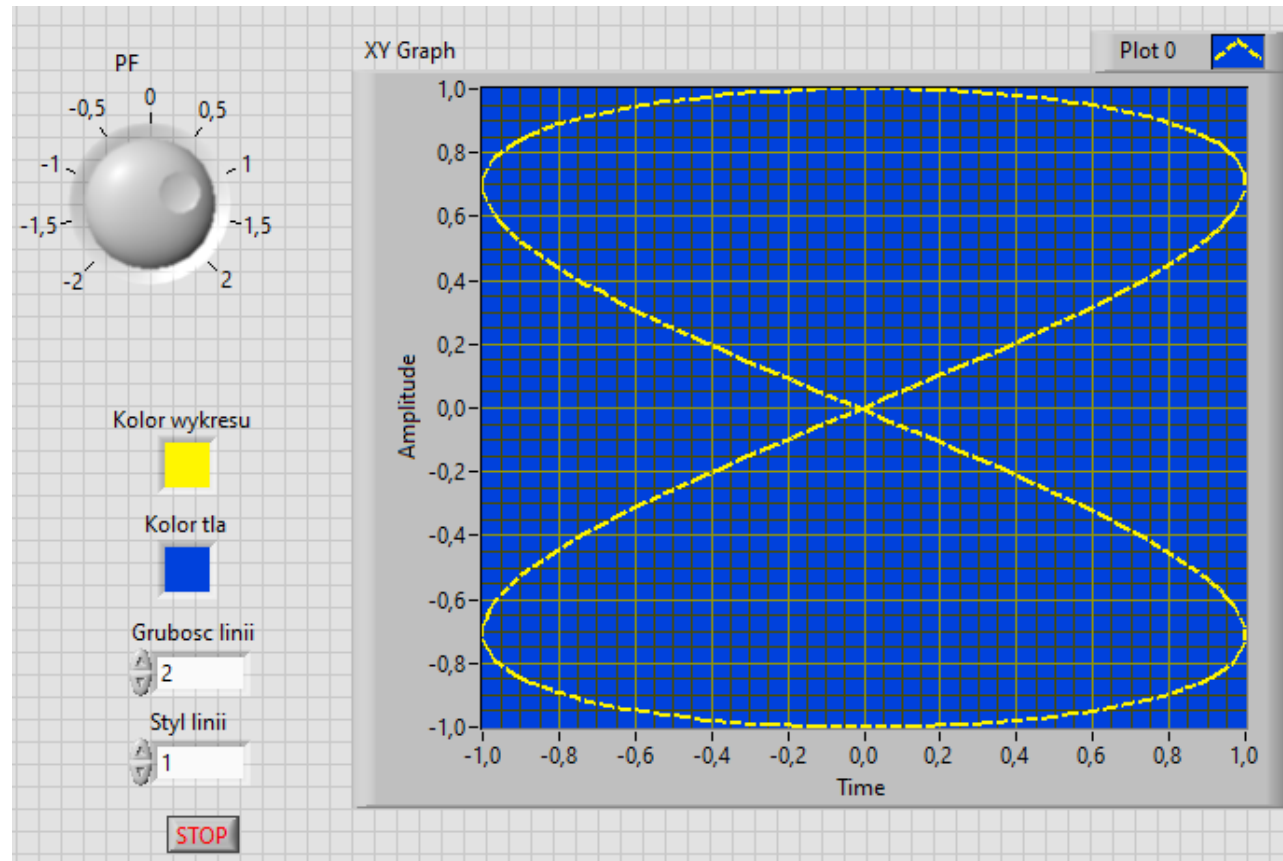 PF
0
-0,5
0,5
-1
1
-1,5
1,5
-2
2
Kolor wykresu
Kolor tla
Grubosc linii
2
Styl linii
1
STOP
XY Graph
Plot 0
Amplitude
1,0
0,8
0,6
0,4
0,2
0,0
-0,2
-0,4
-0,6
-0,8
-1,0
-1,0 -0,8 -0,6 -0,4 -0,2 0,0 0,2 0,4 0,6 0,8 1,0
Time